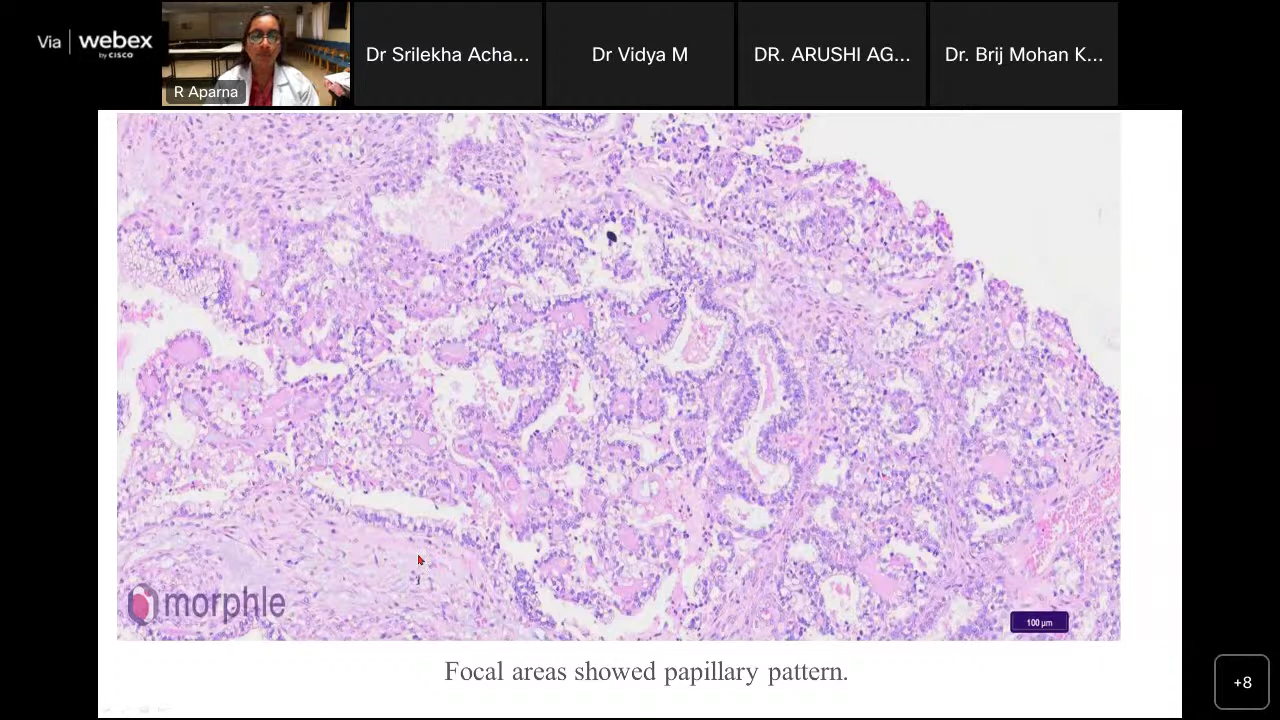 Via webex
by CISCO
R Aparna
Dr Srilekha Acha...
Dr Vidya M
DR. ARUSHI AG...
Dr. Brij Mohan K...
morphle
100 µm
Focal areas showed papillary pattern.
+8